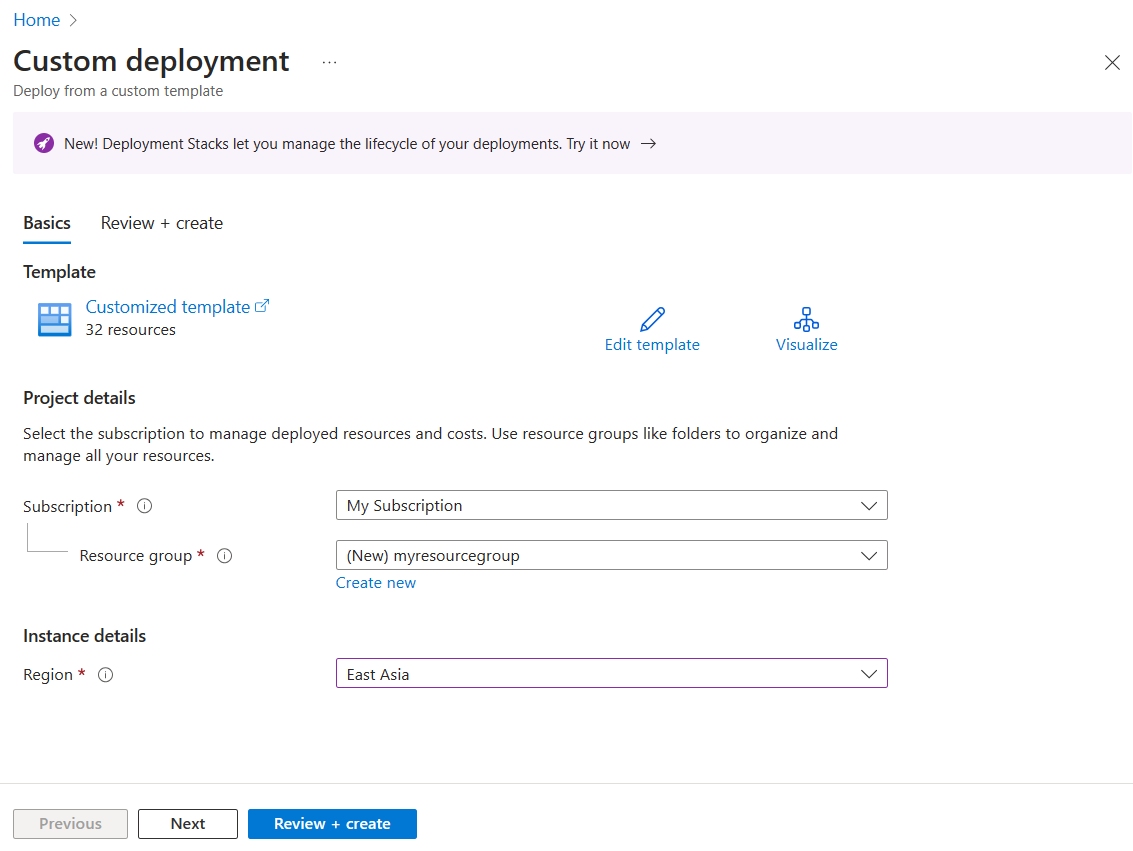 Home
Custom deployment ...
Deploy from a custom template
New! Deployment Stacks let you manage the lifecycle of your deployments. Try it now →
Basics Review + create
Template
Customized template
32 resources
Edit template Visualize
Project details
Select the subscription to manage deployed resources and costs. Use resource groups like folders to organize and
manage all your resources.
Subscription * My Subscription
Resource group * (New) myresourcegroup
Create new
Instance details
Region * East Asia
Previous Next Review + create